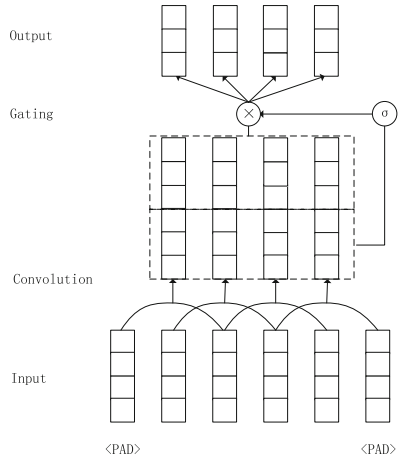 Output
Gating
×
σ
Convolution
Input
<PAD>
<PAD>